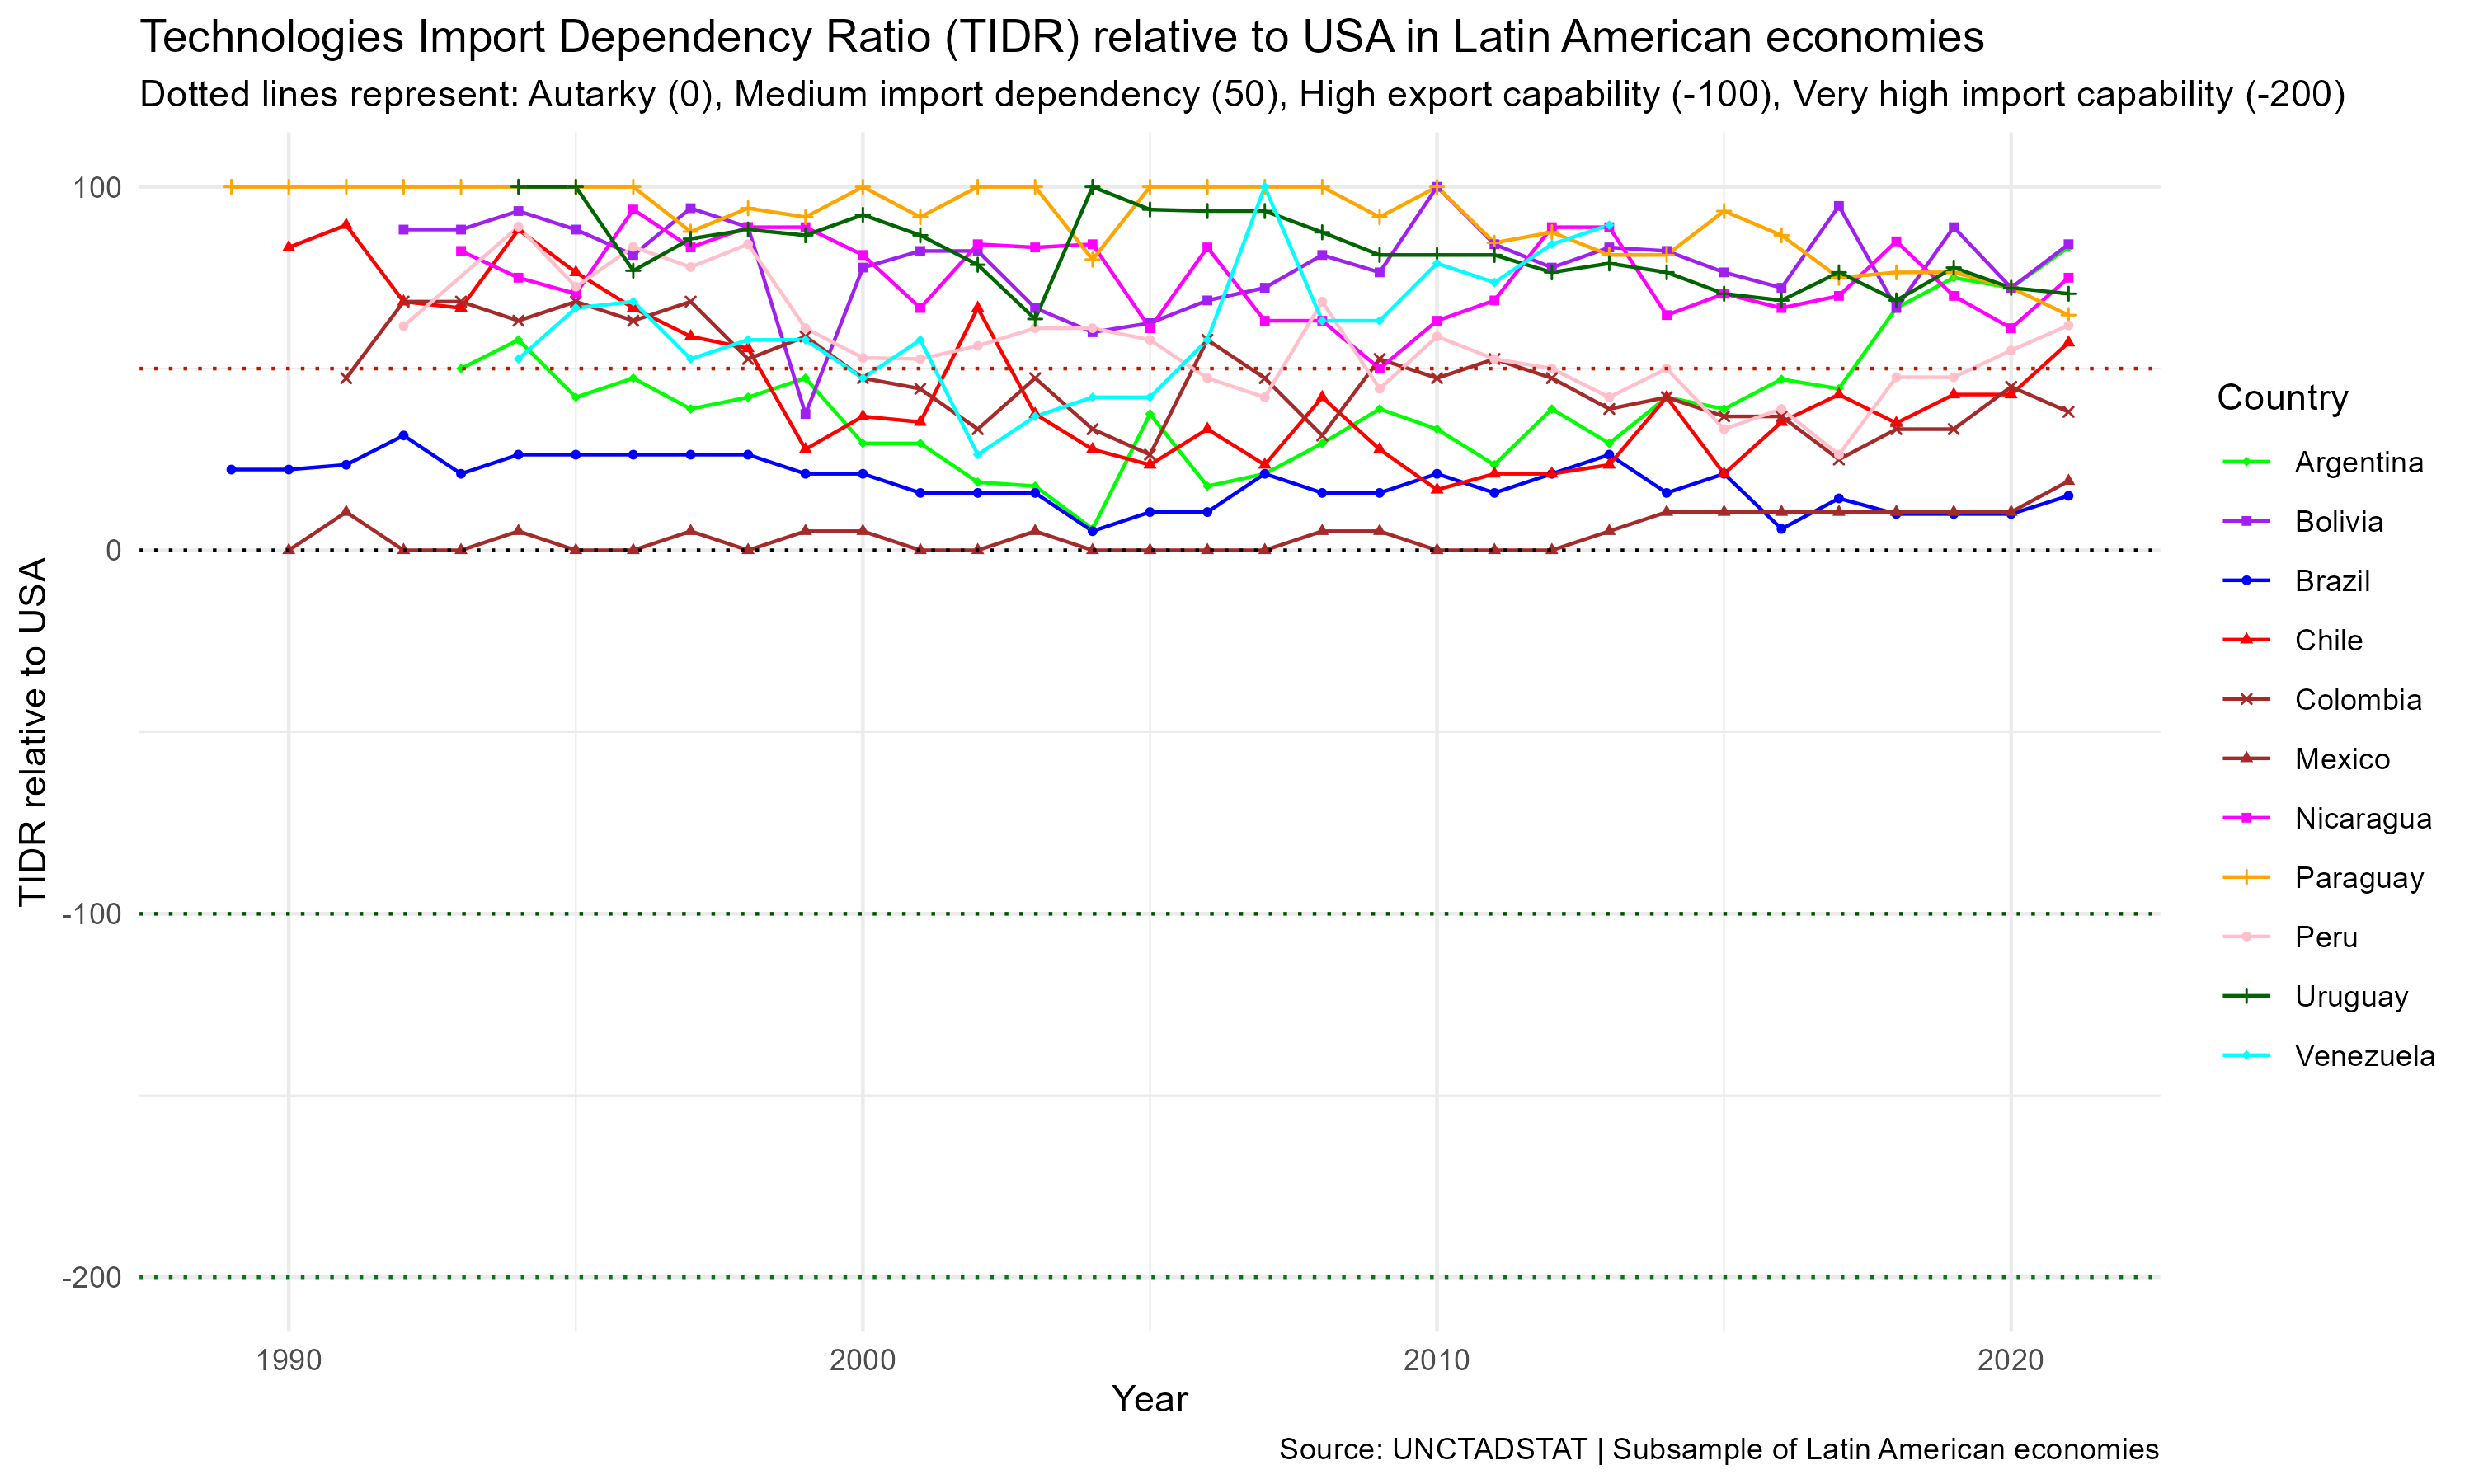 Technologies Import Dependency Ratio (TIDR) relative to USA in Latin American economies
Dotted lines represent: Autarky (0), Medium import dependency (50), High export capability (-100), Very high import capability (-200)
100
0
-100
-200
TIDR relative to USA
1990
2000
2010
2020
Year
Country
Argentina
Bolivia
Brazil
Chile
Colombia
Mexico
Nicaragua
Paraguay
Peru
Uruguay
Venezuela
Source: UNCTADSTAT | Subsample of Latin American economies